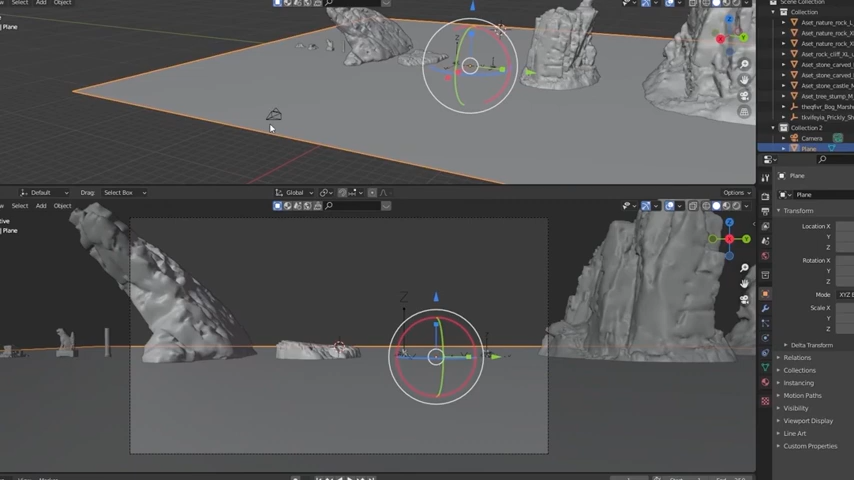 Select Add Object
Plane
Z
Scene Collection
Collection
Aset_nature_rock_L
Aset_nature_rock_X
Aset_nature_rock_X
Aset_rock_cliff_XL_
Aset_stone_carved_
Aset_stone_carved_
Aset_stone_castle_M
Aset_tree_stump_M
theqfivr_Bog_Marsh
tkvilleyia_Prickly_Sh
Collection 2
Camera
Plane
Default Drag: Select Box Global Options
Select Add Object
Plane
Z
X
Y
Z
Plane
Plane
Transform
Location X
Y
Z
Rotation X
Y
Z
Mode XYZ E
Scale X
Y
Z
Delta Transform
Relations
Collections
Instancing
Motion Paths
Visibility
Viewport Display
Line Art
Custom Properties